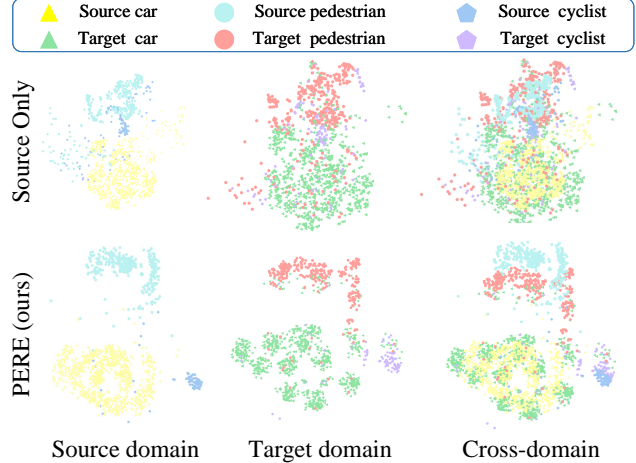 Source car Source pedestrian Source cyclist
Target car Target pedestrian Target cyclist
Source Only
PERE (ours)
Source domain Target domain Cross-domain